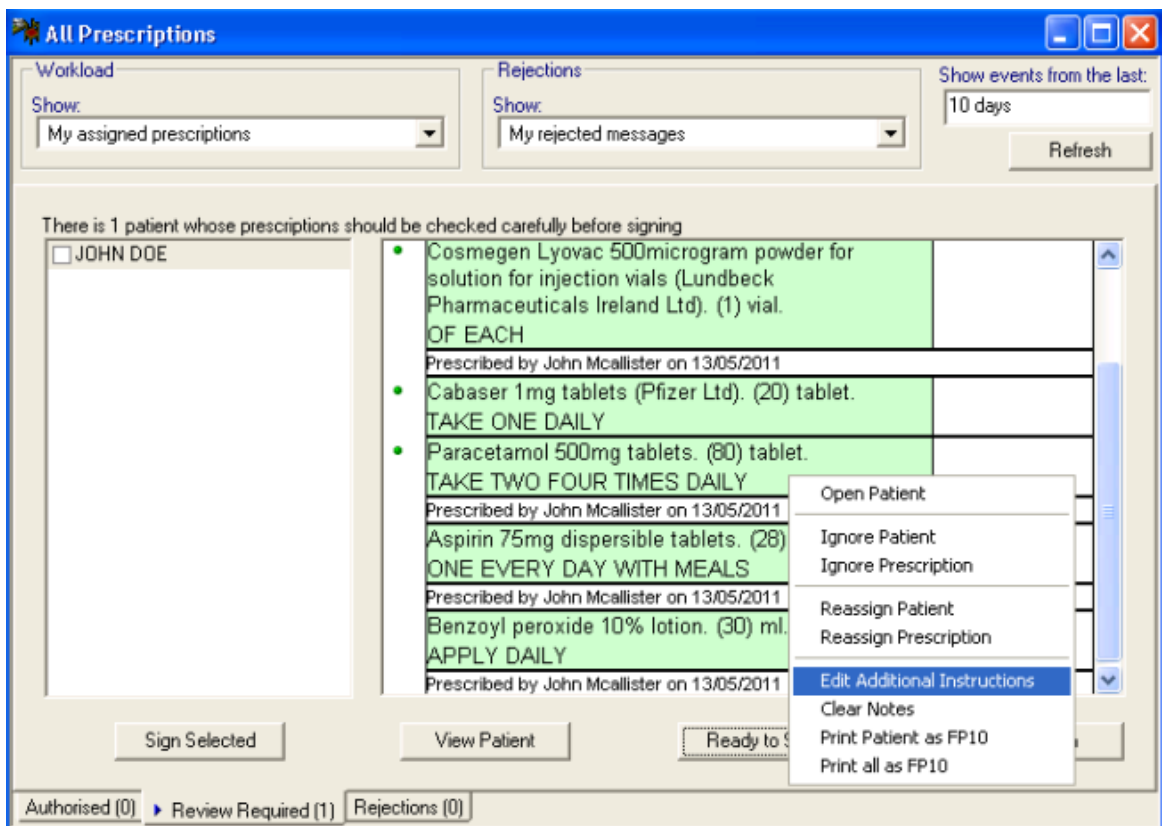 All Prescriptions
Workload
Rejections
Show events from the last:
Show:
Show:
10 days
My assigned prescriptions
My rejected messages
Refresh
There is 1 patient whose prescriptions should be checked carefully before signing
JOHN DOE
Cosmegen Lyovac 500microgram powder for
solution for injection vials (Lundbeck
Pharmaceuticals Ireland Ltd). (1) vial.
OF EACH
Prescribed by John Mcallister on 13/05/2011
Cabaser 1mg tablets (Pfizer Ltd). (20) tablet.
TAKE ONE DAILY
Paracetamol 500mg tablets. (80) tablet.
TAKE TWO FOUR TIMES DAILY
Prescribed by John Mcallister on 13/05/2011
Aspirin 75mg dispersible tablets. (28)
ONE EVERY DAY WITH MEALS
Prescribed by John Mcallister on 13/05/2011
Benzoyl peroxide 10% lotion. (30) ml.
APPLY DAILY
Prescribed by John Mcallister on 13/05/2011
Open Patient
Ignore Patient
Ignore Prescription
Reassign Patient
Reassign Prescription
Edit Additional Instructions
Clear Notes
Print Patient as FP10
Print all as FP10
Sign Selected
View Patient
Ready to
Authorised (0)
Review Required (1)
Rejections (0)